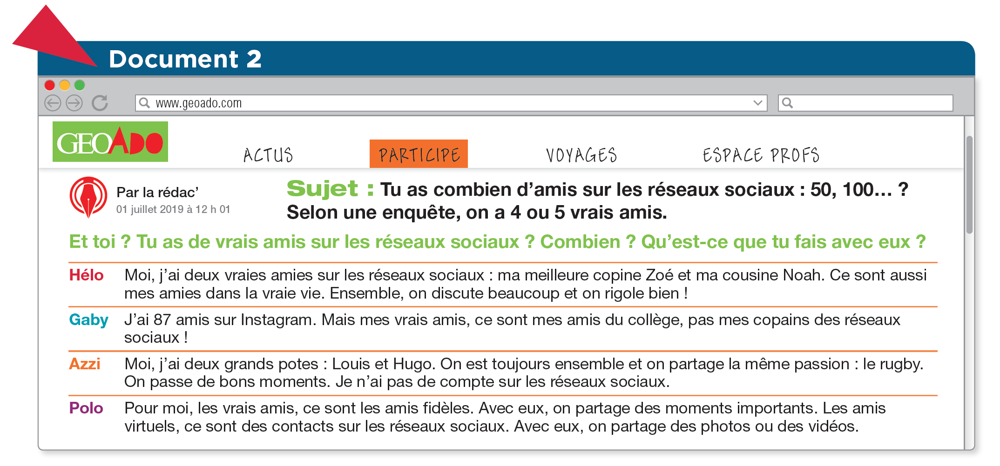 Document 2
www.geoado.com
GEOADO
ACTUS PARTICIPE VOYAGES ESPACE PROFS
Par la rédac’
01 juillet 2019 à 12 h 01
Sujet : Tu as combien d’amis sur les réseaux sociaux : 50, 100… ?
Selon une enquête, on a 4 ou 5 vrais amis.
Et toi ? Tu as de vrais amis sur les réseaux sociaux ? Combien ? Qu’est-ce que tu fais avec eux ?
Hélo Moi, j’ai deux vraies amies sur les réseaux sociaux : ma meilleure copine Zoé et ma cousine Noah. Ce sont aussi
mes amies dans la vraie vie. Ensemble, on discute beaucoup et on rigole bien !
Gaby J’ai 87 amis sur Instagram. Mais mes vrais amis, ce sont mes amis du collège, pas mes copains des réseaux
sociaux !
Azzi Moi, j’ai deux grands potes : Louis et Hugo. On est toujours ensemble et on partage la même passion : le rugby.
On passe de bons moments. Je n’ai pas de compte sur les réseaux sociaux.
Polo Pour moi, les vrais amis, ce sont les amis fidèles. Avec eux, on partage des moments importants. Les amis
virtuels, ce sont des contacts sur les réseaux sociaux. Avec eux, on partage des photos ou des vidéos.